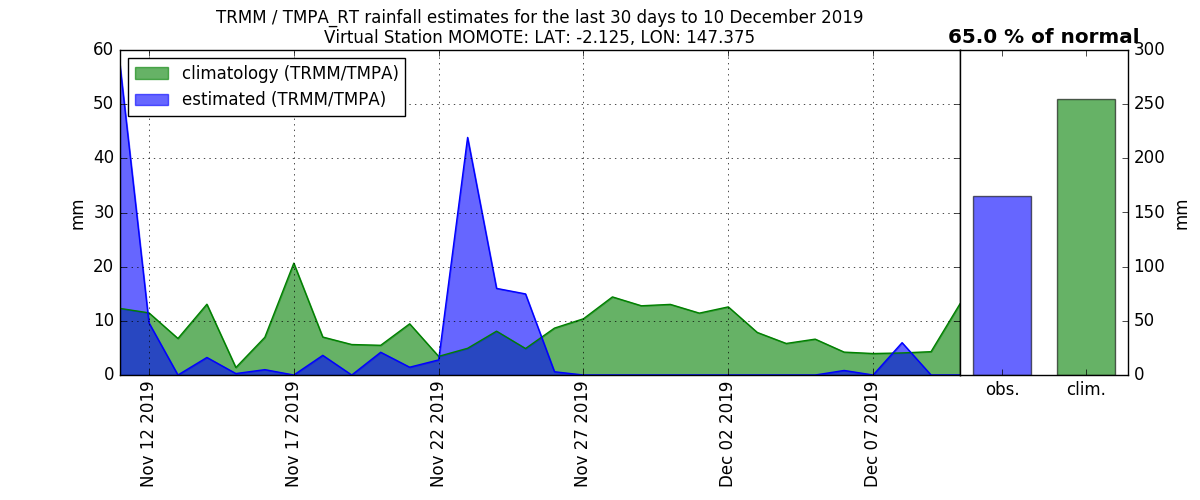 TRMM / TMPA_RT rainfall estimates for the last 30 days to 10 December 2019
Virtual Station MOMOTE: LAT: -2.125, LON: 147.375
65.0 % of normal
climatology (TRMM/TMPA)
estimated (TRMM/TMPA)
60
50
40
30
20
10
0
mm
Nov 12 2019
Nov 17 2019
Nov 22 2019
Nov 27 2019
Dec 02 2019
Dec 07 2019
obs.
clim.
300
250
200
150
100
50
0
mm